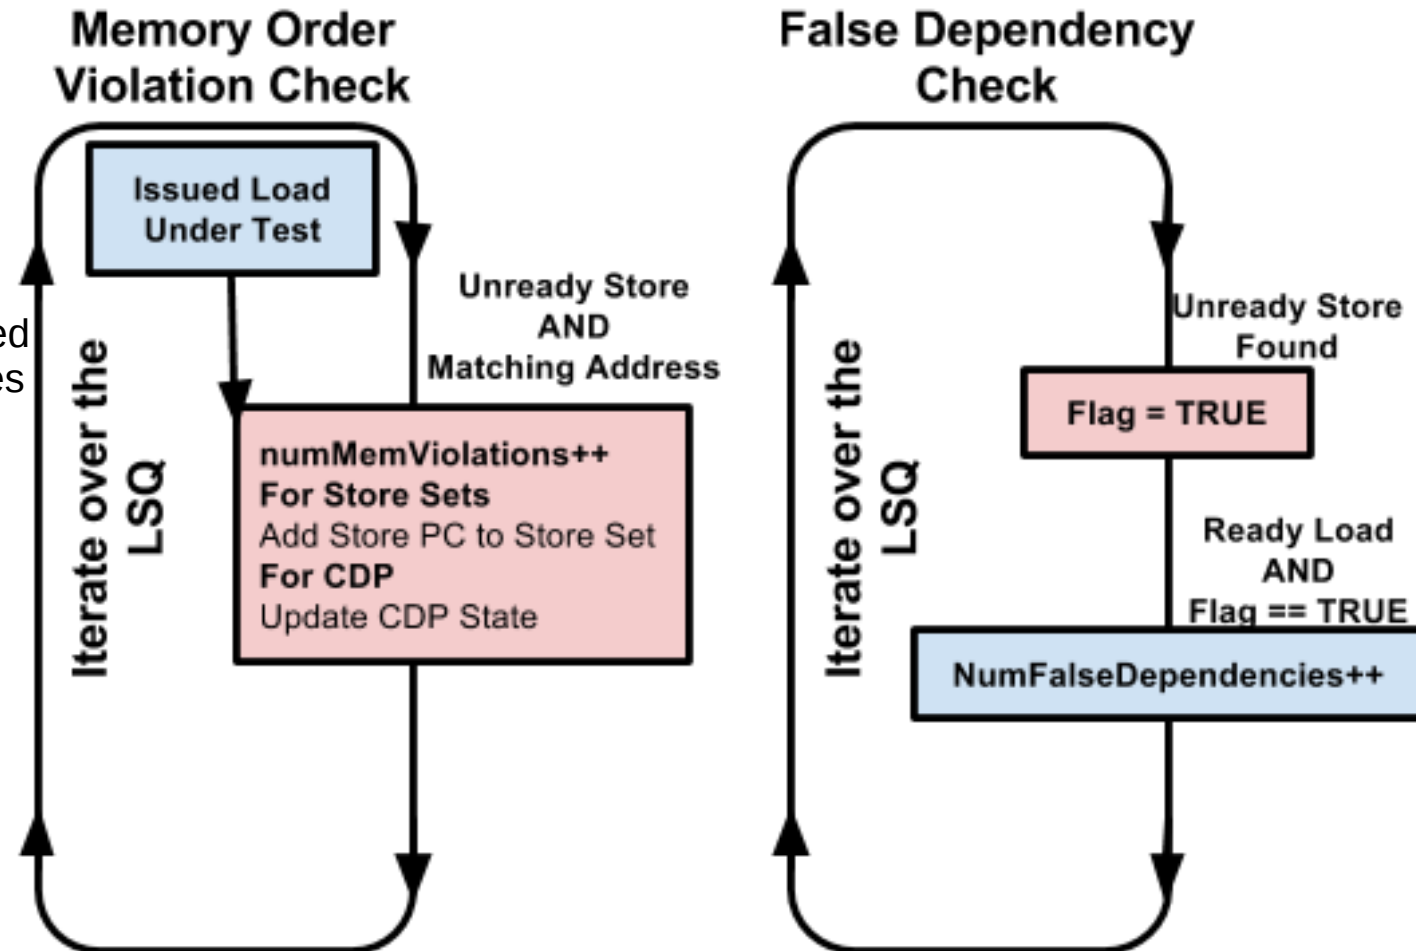 Memory Order
Violation Check
Issued Load
Under Test
Unready Store
AND
Matching Address
ed
es
Iterate over the
LSQ
numMemViolations++
For Store Sets
Add Store PC to Store Set
For CDP
Update CDP State
False Dependency
Check
Unready Store
Found
Flag = TRUE
Iterate over the
LSQ
Ready Load
AND
Flag == TRUE
NumFalseDependencies++